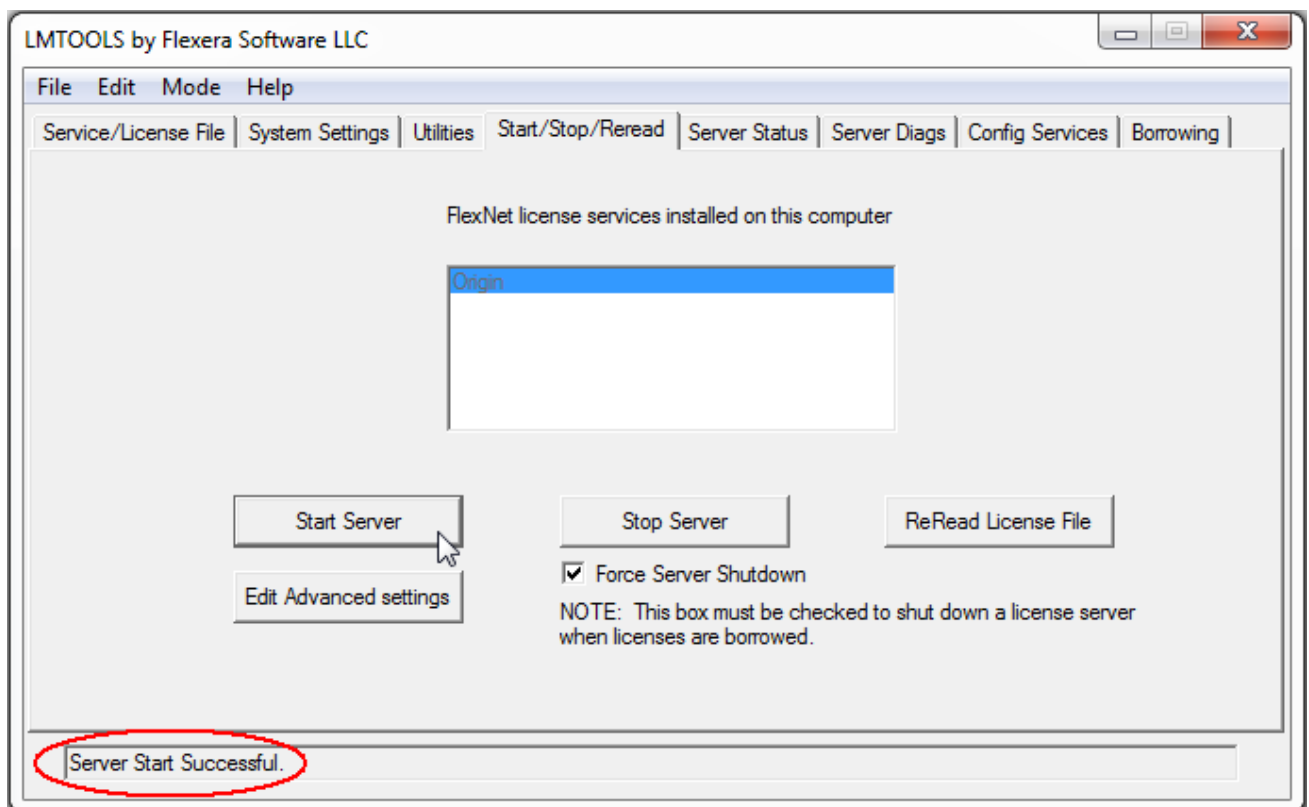 LMTOOLS by Flexera Software LLC
File Edit Mode Help
Service/License File System Settings Utilities Start/Stop/Reread Server Status Server Diags Config Services Borrowing
FlexNet license services installed on this computer
Origin
Start Server Stop Server ReRead License File
Force Server Shutdown
Edit Advanced settings
NOTE: This box must be checked to shut down a license server
when licenses are borrowed.
Server Start Successful.